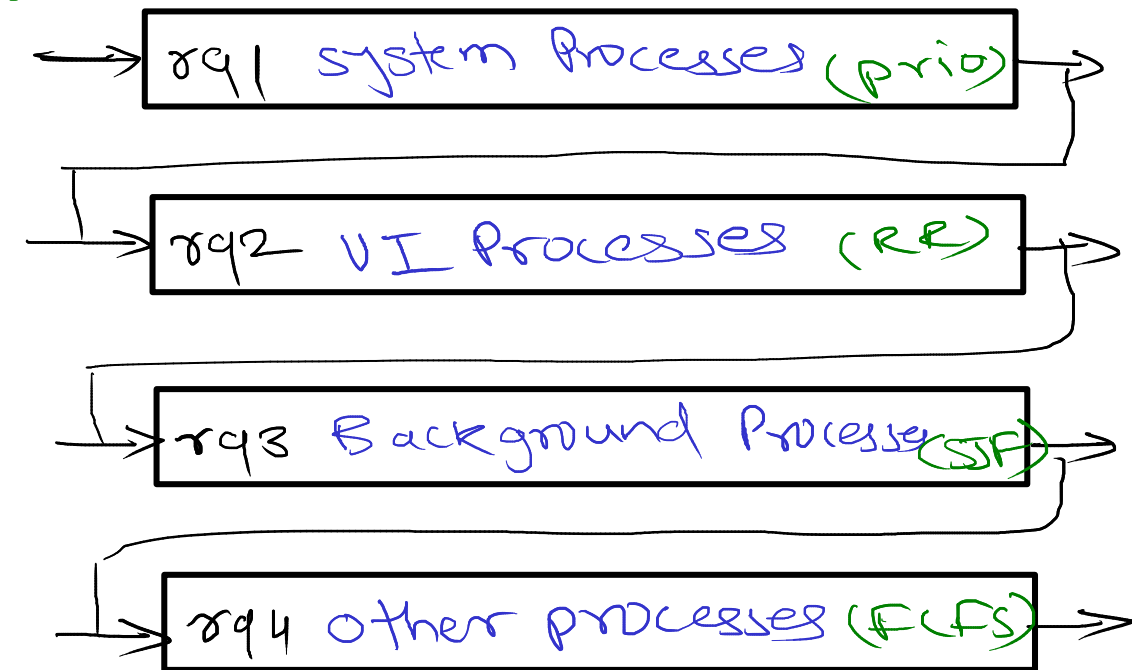 rq1 system Processes (prio)
rq2 UI Processes (RR)
rq3 Background Processes (SJF)
rq4 other processes (FCFS)